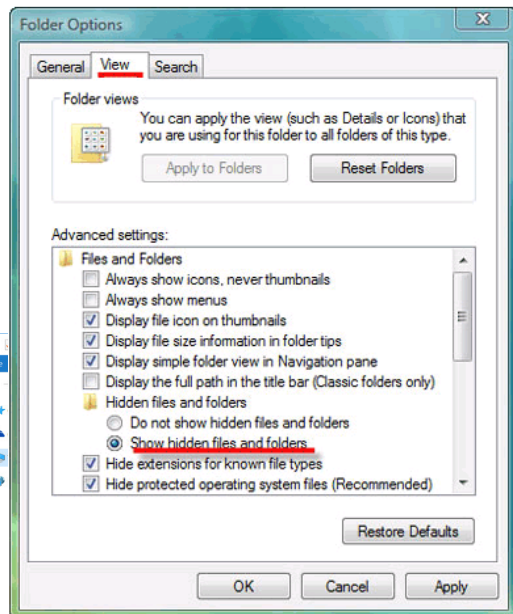 Folder Options
General View Search
Folder views
You can apply the view (such as Details or Icons) that
you are using for this folder to all folders of this type.
Apply to Folders Reset Folders
Advanced settings:
Files and Folders
Always show icons, never thumbnails
Always show menus
Display file icon on thumbnails
Display file size information in folder tips
Display simple folder view in Navigation pane
Display the full path in the title bar (Classic folders only)
Hidden files and folders
Do not show hidden files and folders
Show hidden files and folders
Hide extensions for known file types
Hide protected operating system files (Recommended)
Restore Defaults
OK Cancel Apply